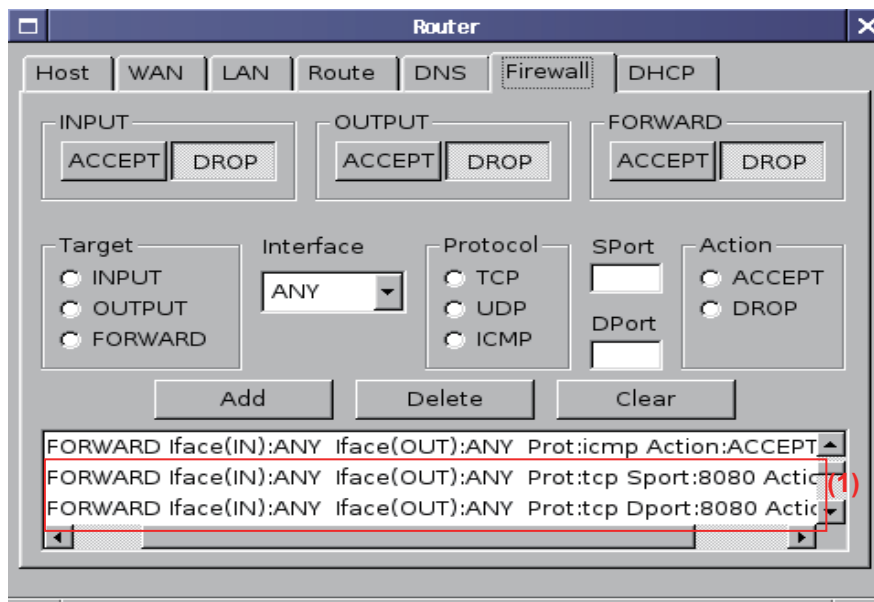 Router
Host WAN LAN Route DNS Firewall DHCP
INPUT OUTPUT FORWARD
ACCEPT DROP ACCEPT DROP ACCEPT DROP
Target Interface Protocol SPort Action
INPUT ANY TCP ACCEPT
OUTPUT UDP DPort DROP
FORWARD ICMP
Add Delete Clear
FORWARD Iface(IN):ANY Iface(OUT):ANY Prot:icmp Action:ACCEPT
FORWARD Iface(IN):ANY Iface(OUT):ANY Prot:tcp Sport:8080 Actic
(1)
FORWARD Iface(IN):ANY Iface(OUT):ANY Prot:tcp Dport:8080 Actic